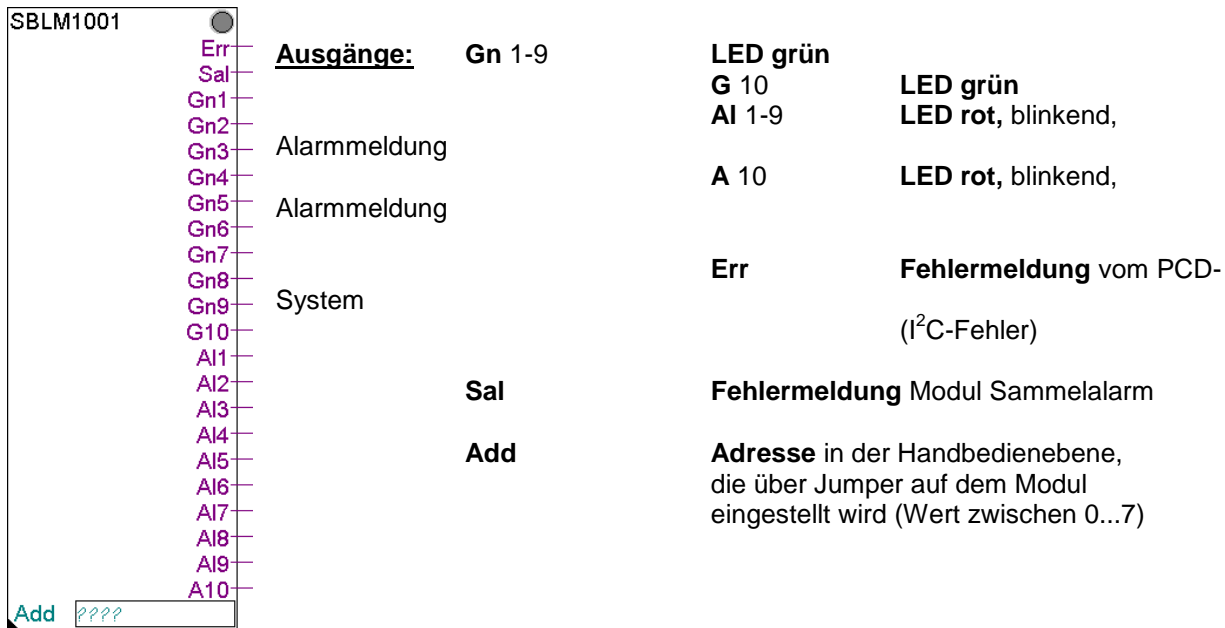 SBLM1001
Err
Sal
Gn1
Gn2
Gn3
Gn4
Gn5
Gn6
Gn7
Gn8
Gn9
G10
Al1
Al2
Al3
Al4
Al5
Al6
Al7
Al8
Al9
A10
Add ????
Ausgänge: Gn 1-9 LED grün
G 10 LED grün
Al 1-9 LED rot, blinkend,
Alarmmeldung
A 10 LED rot, blinkend,
Alarmmeldung
Err Fehlermeldung vom PCD-
System
(I²C-Fehler)
Sal Fehlermeldung Modul Sammelalarm
Add Adresse in der Handbedienebene,
die über Jumper auf dem Modul
eingestellt wird (Wert zwischen 0...7)